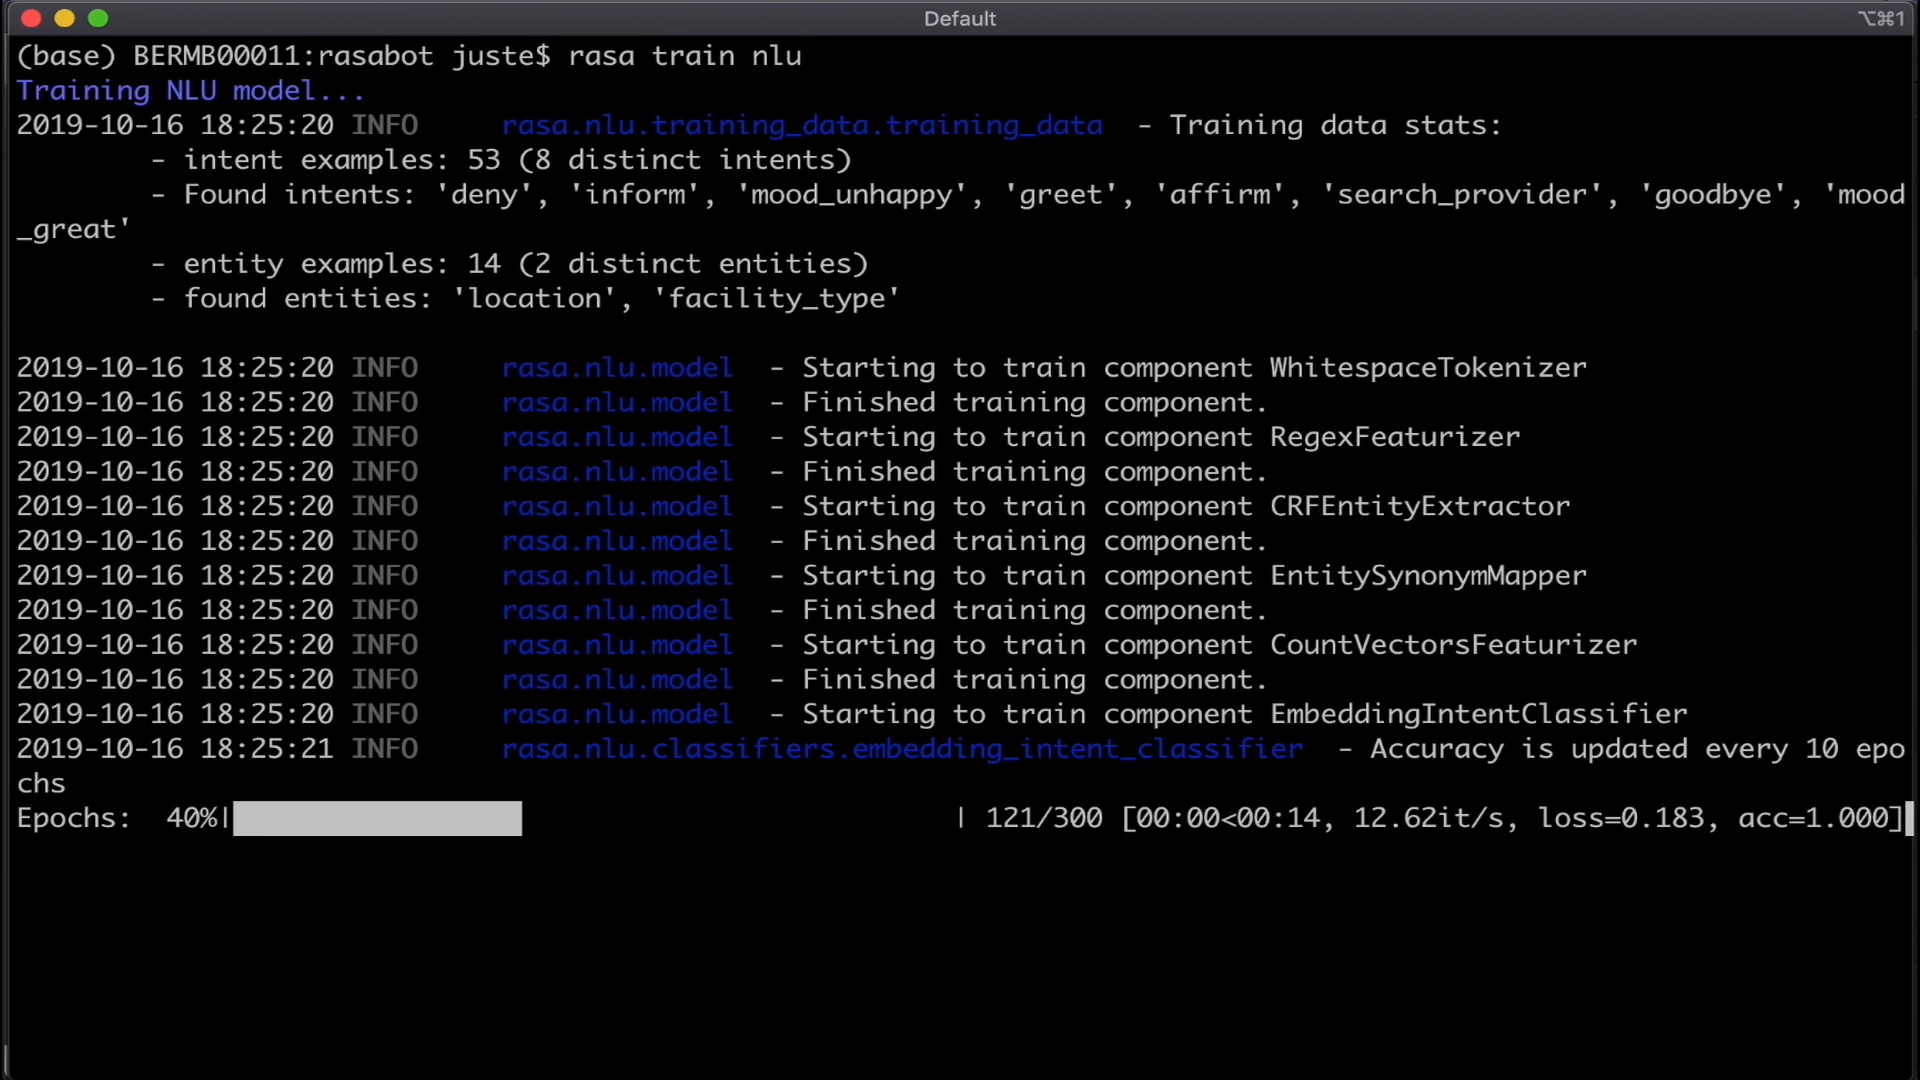 Default
⌥⌘1
(base) BERMB00011:rasabot juste$ rasa train nlu
Training NLU model...
2019-10-16 18:25:20 INFO     rasa.nlu.training_data.training_data  - Training data stats:
        - intent examples: 53 (8 distinct intents)
        - Found intents: 'deny', 'inform', 'mood_unhappy', 'greet', 'affirm', 'search_provider', 'goodbye', 'mood
_great'
        - entity examples: 14 (2 distinct entities)
        - found entities: 'location', 'facility_type'
2019-10-16 18:25:20 INFO     rasa.nlu.model  - Starting to train component WhitespaceTokenizer
2019-10-16 18:25:20 INFO     rasa.nlu.model  - Finished training component.
2019-10-16 18:25:20 INFO     rasa.nlu.model  - Starting to train component RegexFeaturizer
2019-10-16 18:25:20 INFO     rasa.nlu.model  - Finished training component.
2019-10-16 18:25:20 INFO     rasa.nlu.model  - Starting to train component CRFEntityExtractor
2019-10-16 18:25:20 INFO     rasa.nlu.model  - Finished training component.
2019-10-16 18:25:20 INFO     rasa.nlu.model  - Starting to train component EntitySynonymMapper
2019-10-16 18:25:20 INFO     rasa.nlu.model  - Finished training component.
2019-10-16 18:25:20 INFO     rasa.nlu.model  - Starting to train component CountVectorsFeaturizer
2019-10-16 18:25:20 INFO     rasa.nlu.model  - Finished training component.
2019-10-16 18:25:20 INFO     rasa.nlu.model  - Starting to train component EmbeddingIntentClassifier
2019-10-16 18:25:21 INFO     rasa.nlu.classifiers.embedding_intent_classifier  - Accuracy is updated every 10 epo
chs
Epochs:  40%|                | 121/300 [00:00<00:14, 12.62it/s, loss=0.183, acc=1.000]